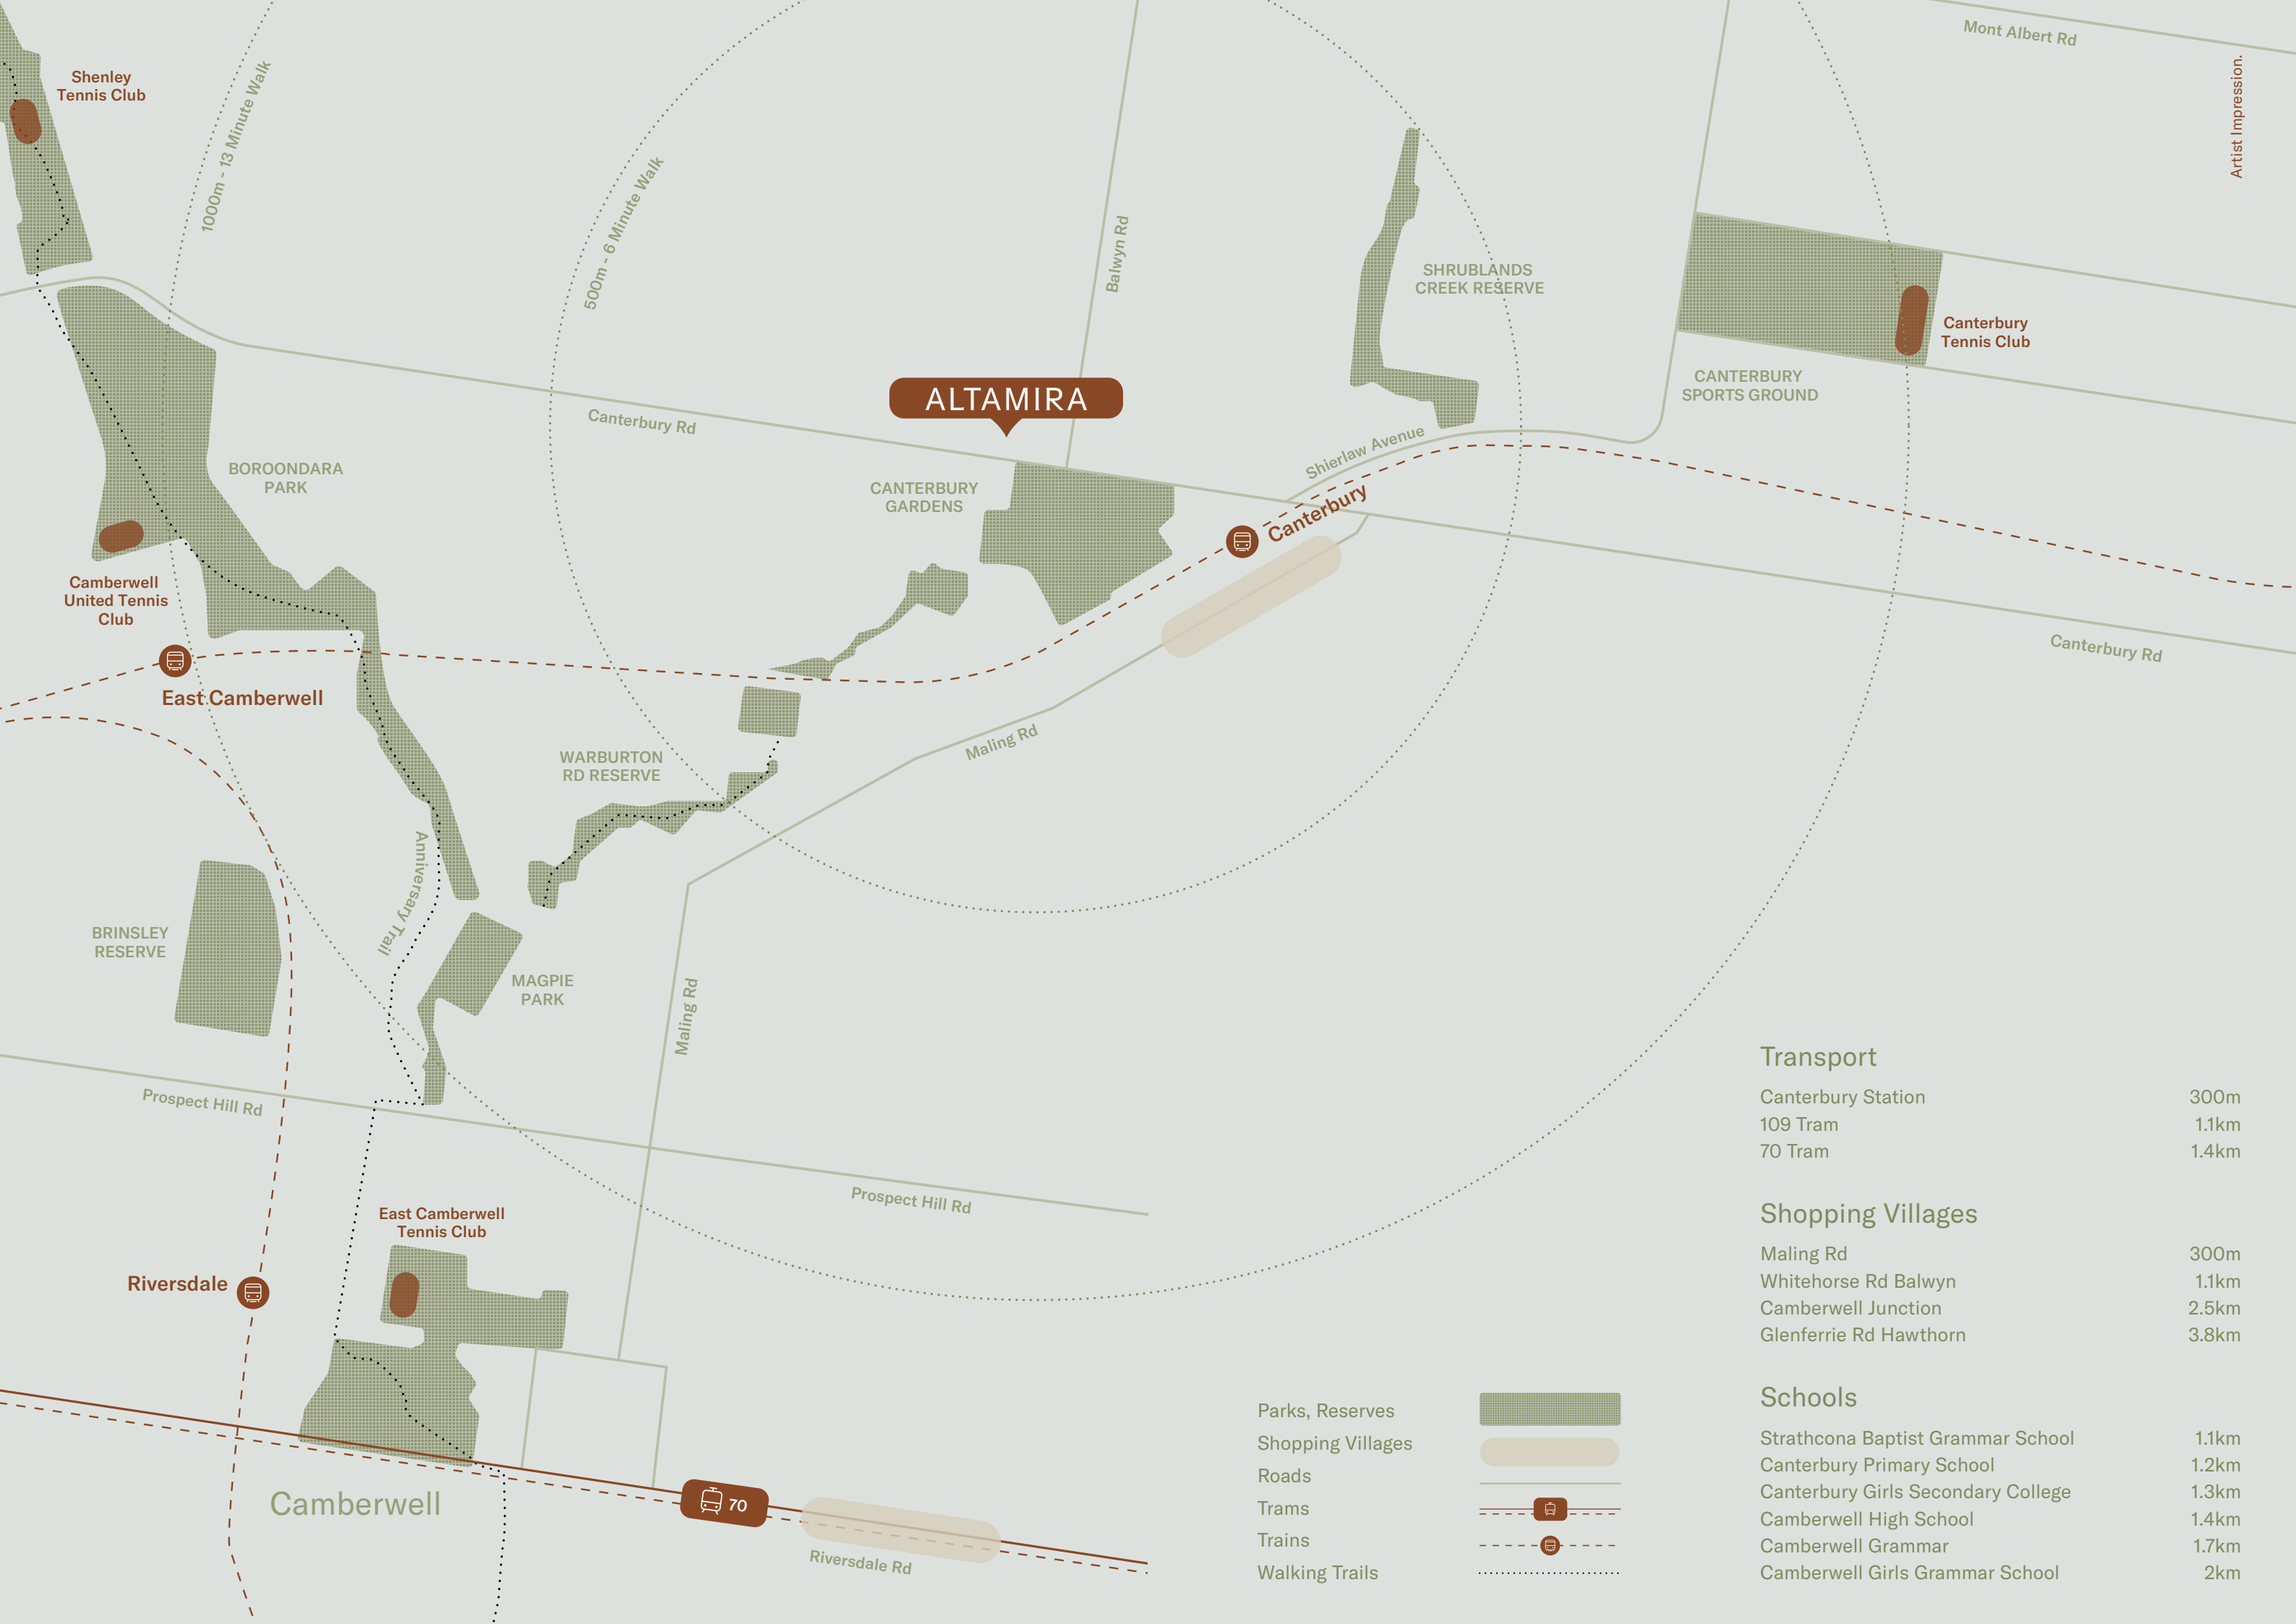 Mont Albert Rd
Artist Impression.
Shenley
Tennis Club
1000m - 13 Minute Walk
500m - 6 Minute Walk
Balwyn Rd
SHRUBLANDS
CREEK RESERVE
Canterbury
Tennis Club
CANTERBURY
SPORTS GROUND
ALTAMIRA
Canterbury Rd
Shierlaw Avenue
BOROONDARA
PARK
CANTERBURY
GARDENS
Canterbury
Camberwell
United Tennis
Club
East Camberwell
Canterbury Rd
Maling Rd
WARBURTON
RD RESERVE
Anniversary Trail
BRINSLEY
RESERVE
MAGPIE
PARK
Maling Rd
Prospect Hill Rd
Prospect Hill Rd
East Camberwell
Tennis Club
Riversdale
Camberwell
70
Riversdale Rd
Parks, Reserves
Shopping Villages
Roads
Trams
Trains
Walking Trails
Transport
Canterbury Station 300m
109 Tram 1.1km
70 Tram 1.4km
Shopping Villages
Maling Rd 300m
Whitehorse Rd Balwyn 1.1km
Camberwell Junction 2.5km
Glenferrie Rd Hawthorn 3.8km
Schools
Strathcona Baptist Grammar School 1.1km
Canterbury Primary School 1.2km
Canterbury Girls Secondary College 1.3km
Camberwell High School 1.4km
Camberwell Grammar 1.7km
Camberwell Girls Grammar School 2km